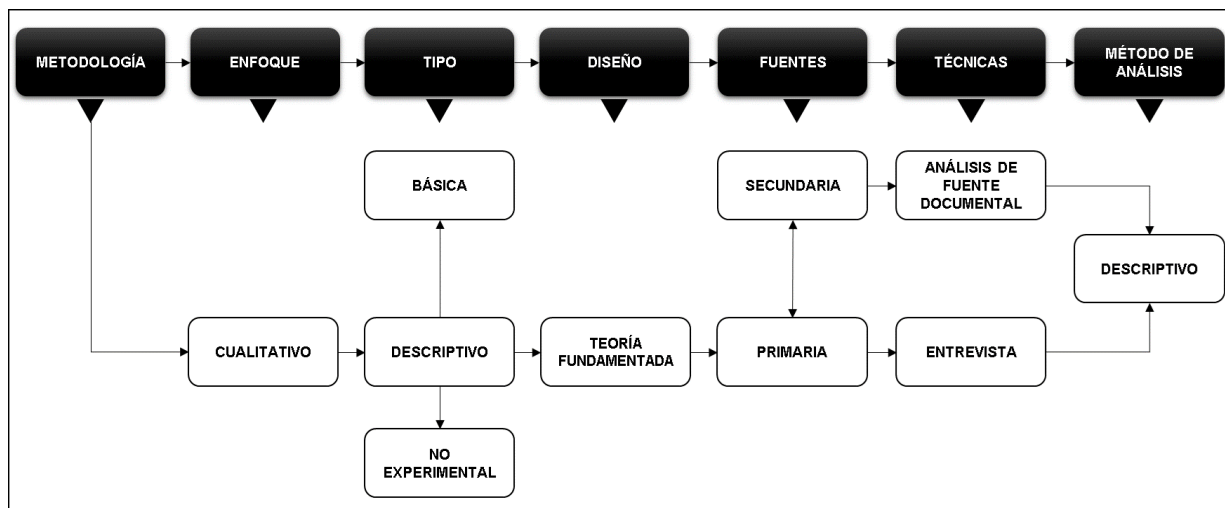 METODOLOGÍA
ENFOQUE
TIPO
DISEÑO
FUENTES
TÉCNICAS
MÉTODO DE
ANÁLISIS
BÁSICA
SECUNDARIA
ANÁLISIS DE
FUENTE
DOCUMENTAL
DESCRIPTIVO
CUALITATIVO
DESCRIPTIVO
TEORÍA
FUNDAMENTADA
PRIMARIA
ENTREVISTA
NO
EXPERIMENTAL